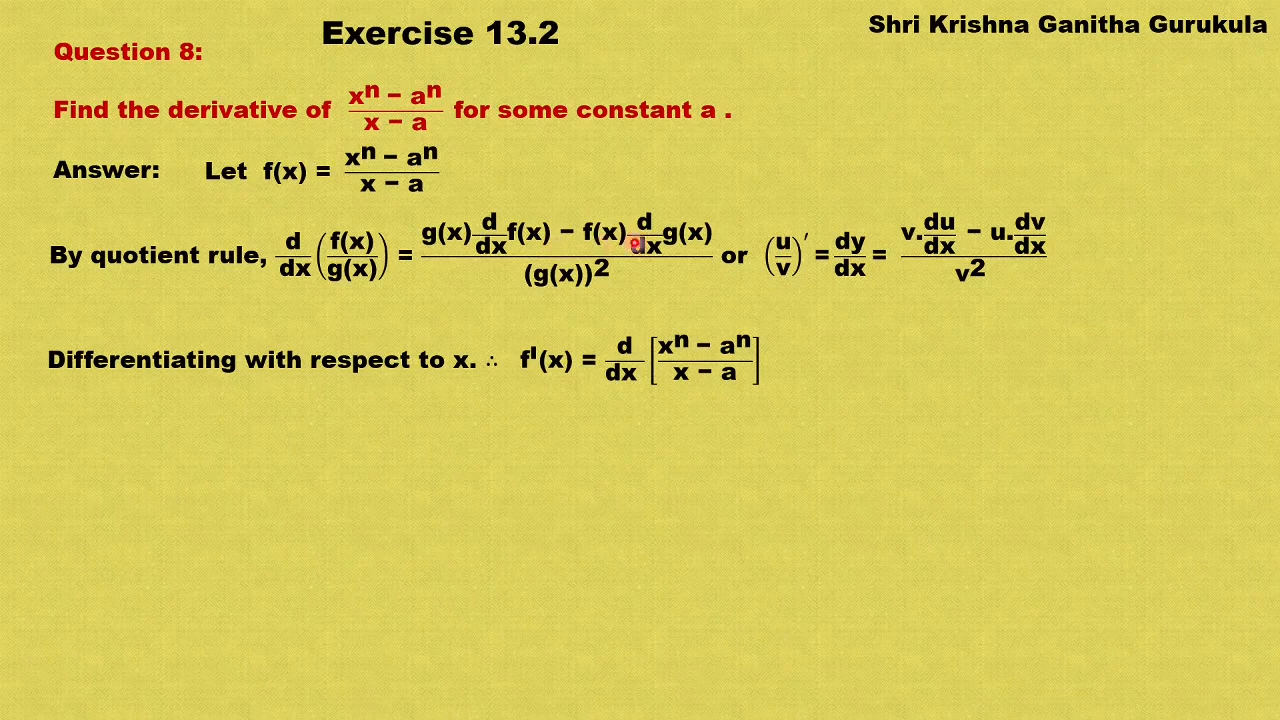 Exercise 13.2
Shri Krishna Ganitha Gurukula
Question 8:
Find the derivative of (xⁿ − aⁿ)/(x − a) for some constant a .
Answer: Let f(x) = (xⁿ − aⁿ)/(x − a)
By quotient rule, d/dx (f(x)/g(x)) = (g(x) d/dx f(x) − f(x) d/dx g(x))/(g(x))² or (u/v)′ = dy/dx = (v.du/dx − u.dv/dx)/v²
Differentiating with respect to x. ∴ f'(x) = d/dx [(xⁿ − aⁿ)/(x − a)]